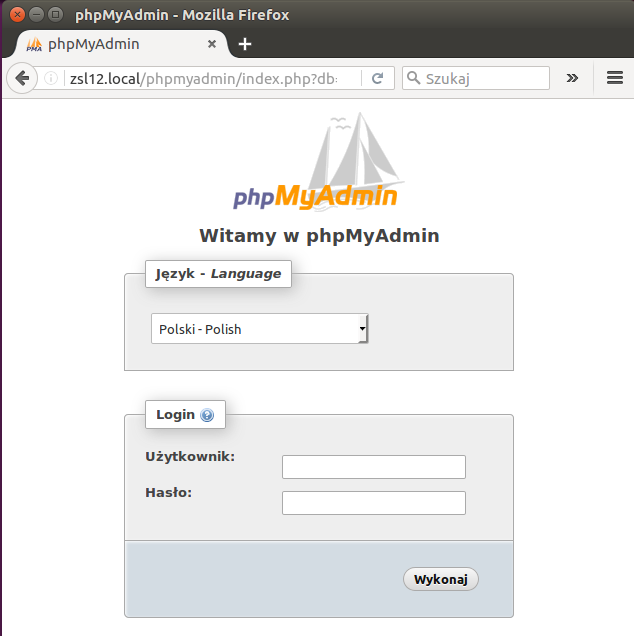 phpMyAdmin - Mozilla Firefox
PMA phpMyAdmin
zsl12.local/phpmyadmin/index.php?db=
Szukaj
phpMyAdmin
Witamy w phpMyAdmin
Język - Language
Polski - Polish
Login
Użytkownik:
Hasło:
Wykonaj